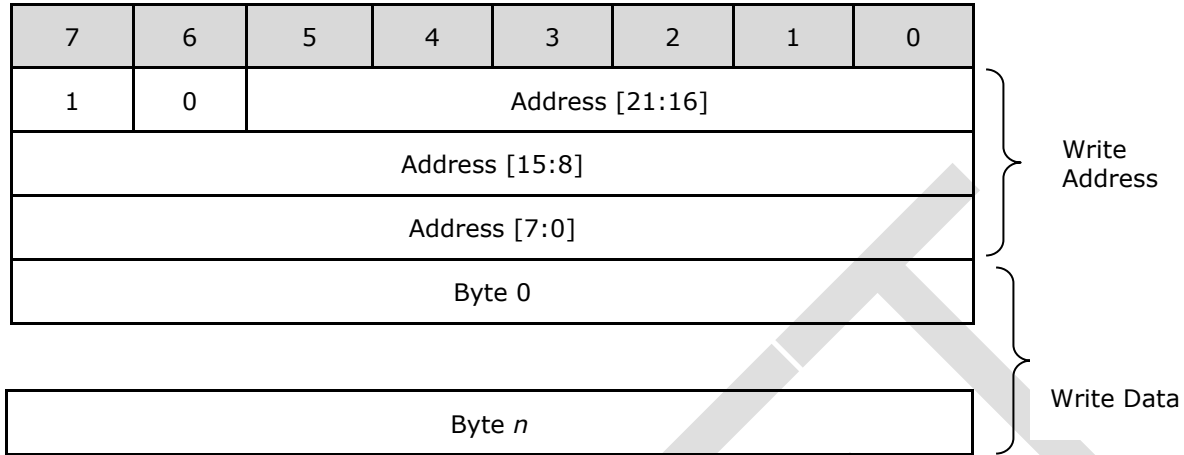 7 6 5 4 3 2 1 0
1 0 Address [21:16]
Address [15:8]
Write
Address
Address [7:0]
Byte 0
Write Data
Byte n